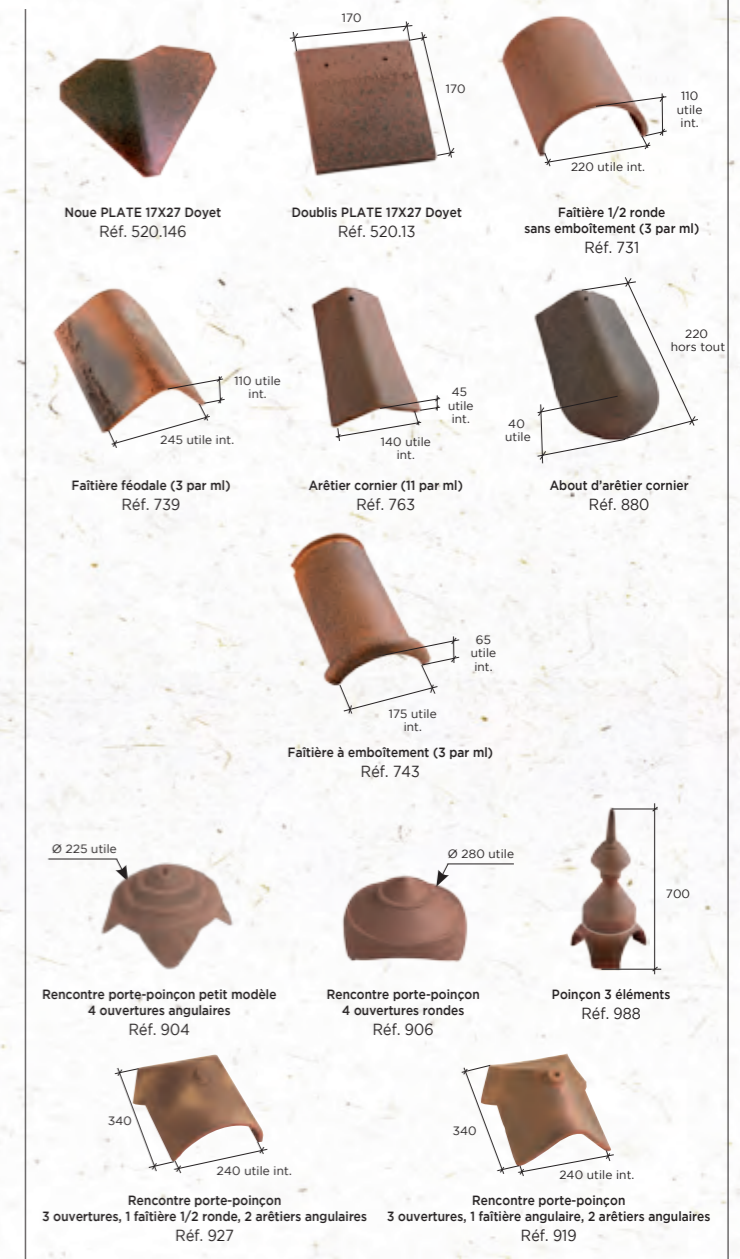 170
170
110
utile
int.
220 utile int.
Noue PLATE 17X27 Doyet
Réf. 520.146
Doublis PLATE 17X27 Doyet
Réf. 520.13
Faîtière 1/2 ronde
sans emboîtement (3 par ml)
Réf. 731
110 utile
int.
245 utile int.
45
utile
int.
140 utile
int.
220
hors tout
40
utile
Faîtière féodale (3 par ml)
Réf. 739
Arêtier cornier (11 par ml)
Réf. 763
About d'arêtier cornier
Réf. 880
65
utile
int.
175 utile
int.
Faîtière à emboîtement (3 par ml)
Réf. 743
Ø 225 utile
Ø 280 utile
700
Rencontre porte-poinçon petit modèle
4 ouvertures angulaires
Réf. 904
Rencontre porte-poinçon
4 ouvertures rondes
Réf. 906
Poinçon 3 éléments
Réf. 988
340
240 utile int.
340
240 utile int.
Rencontre porte-poinçon
3 ouvertures, 1 faîtière 1/2 ronde, 2 arêtiers angulaires
Réf. 927
Rencontre porte-poinçon
3 ouvertures, 1 faîtière angulaire, 2 arêtiers angulaires
Réf. 919